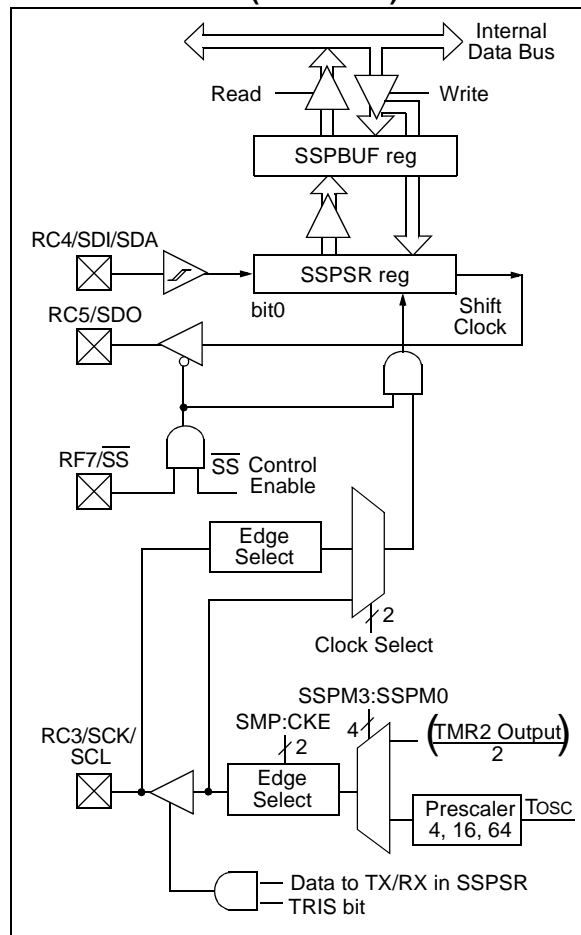 Internal
Data Bus
Read
Write
SSPBUF reg
RC4/SDI/SDA
SSPSR reg
bit0
Shift
Clock
RC5/SDO
RF7/SS
SS Control
Enable
Edge
Select
2
Clock Select
SSPM3:SSPM0
SMP:CKE
4
2
(TMR2 Output)
2
RC3/SCK/
SCL
Edge
Select
Prescaler
4, 16, 64
TOSC
Data to TX/RX in SSPSR
TRIS bit